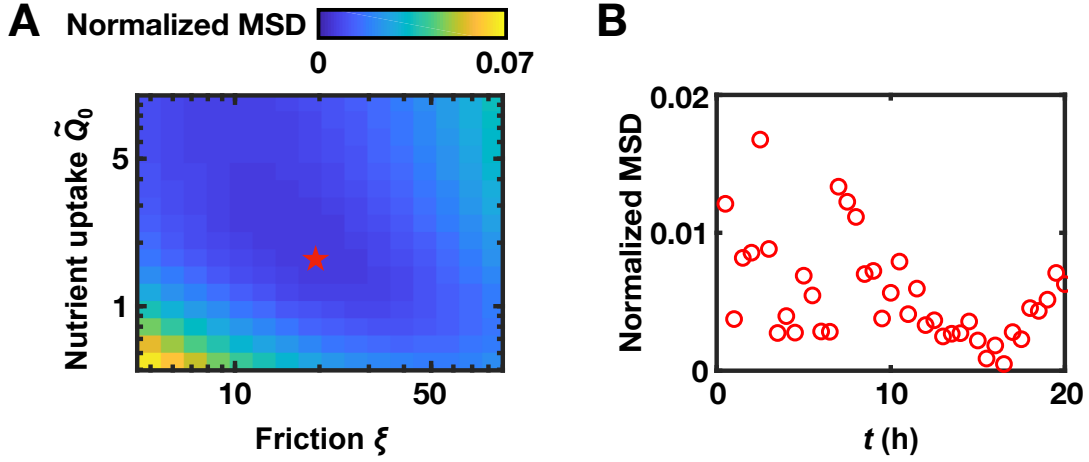 A
Normalized MSD
0
0.07
Nutrient uptake Q̃₀
5
1
10
50
Friction ξ
B
Normalized MSD
0.02
0.01
0
0
10
20
t (h)